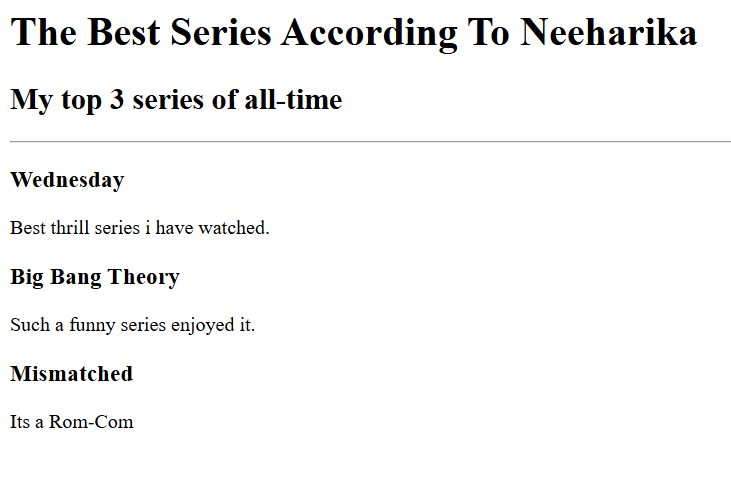 The Best Series According To Neeharika
My top 3 series of all-time
Wednesday
Best thrill series i have watched.
Big Bang Theory
Such a funny series enjoyed it.
Mismatched
Its a Rom-Com